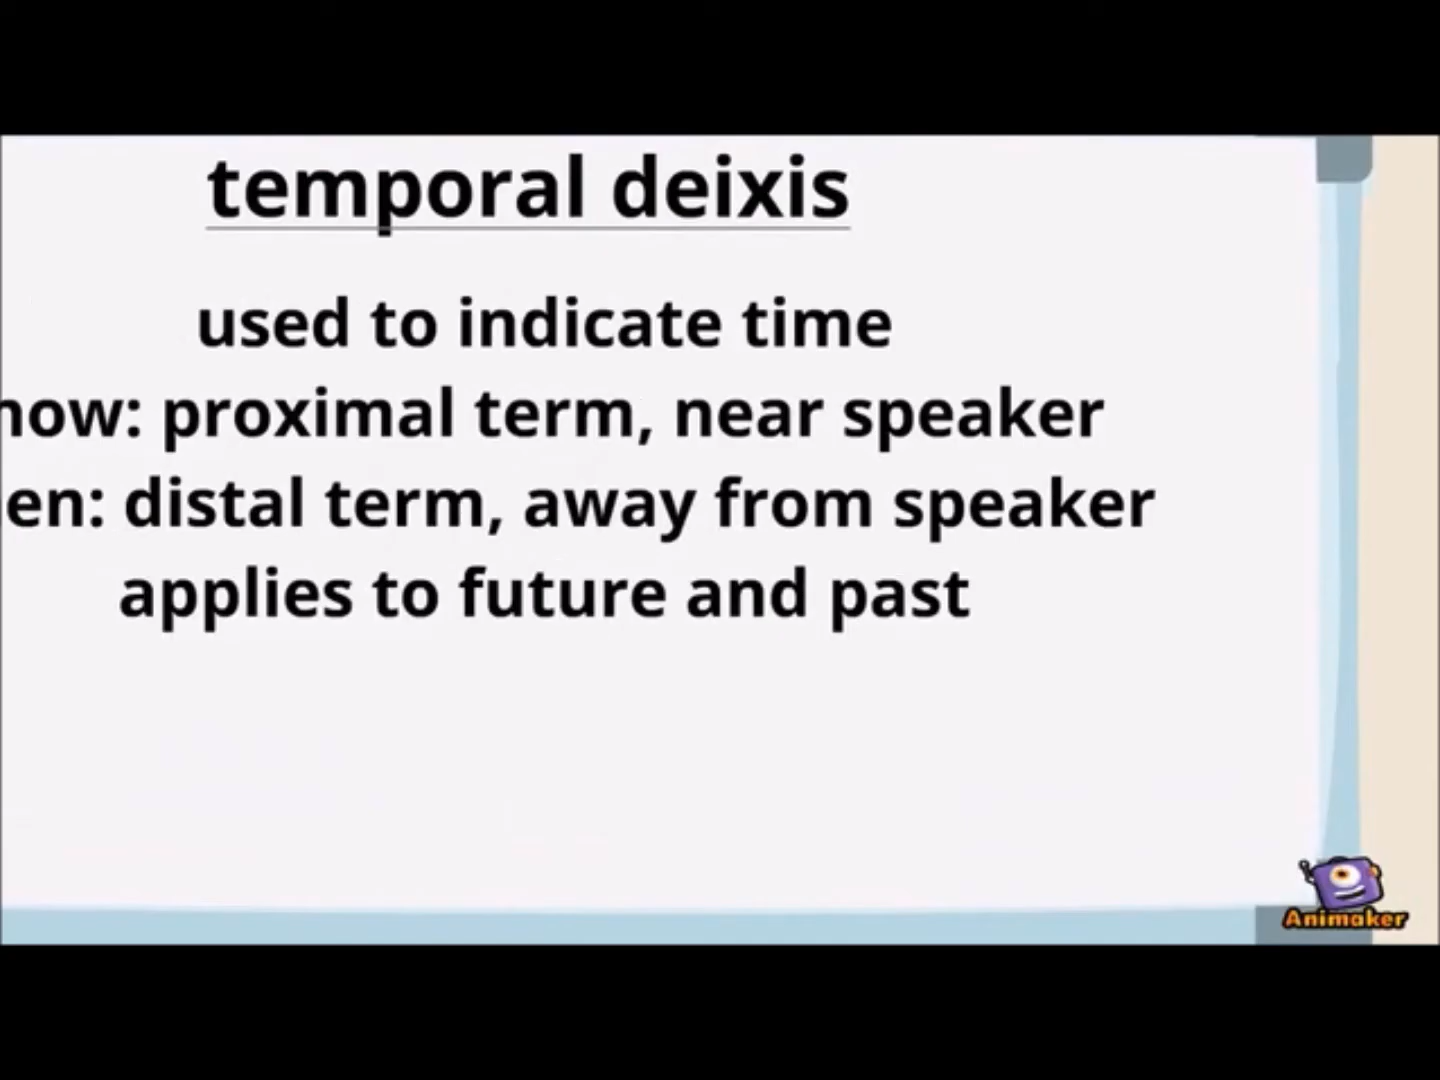 temporal deixis
used to indicate time
now: proximal term, near speaker
en: distal term, away from speaker
applies to future and past
Animaker